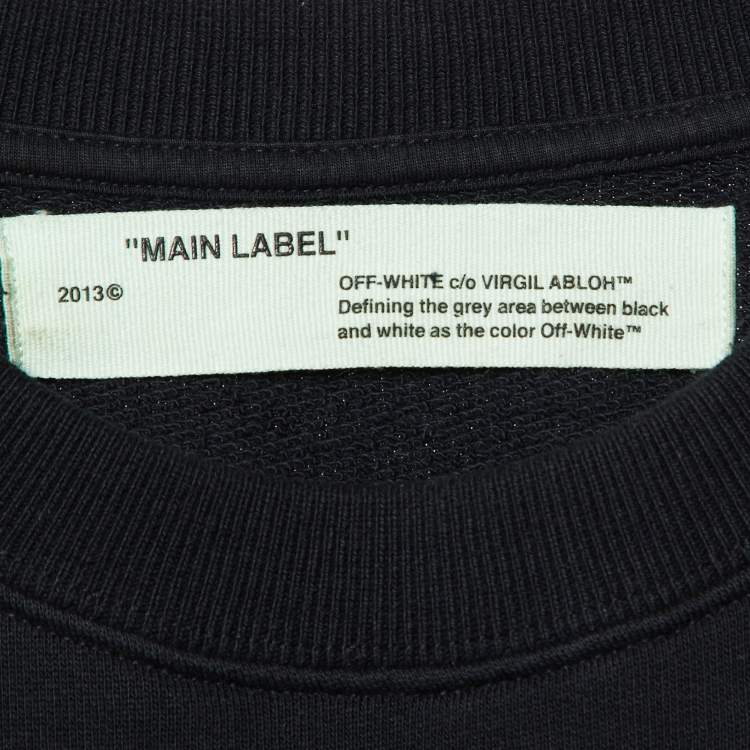 "MAIN LABEL"
2013©
OFF-WHITE c/o VIRGIL ABLOH™
Defining the grey area between black
and white as the color Off-White™